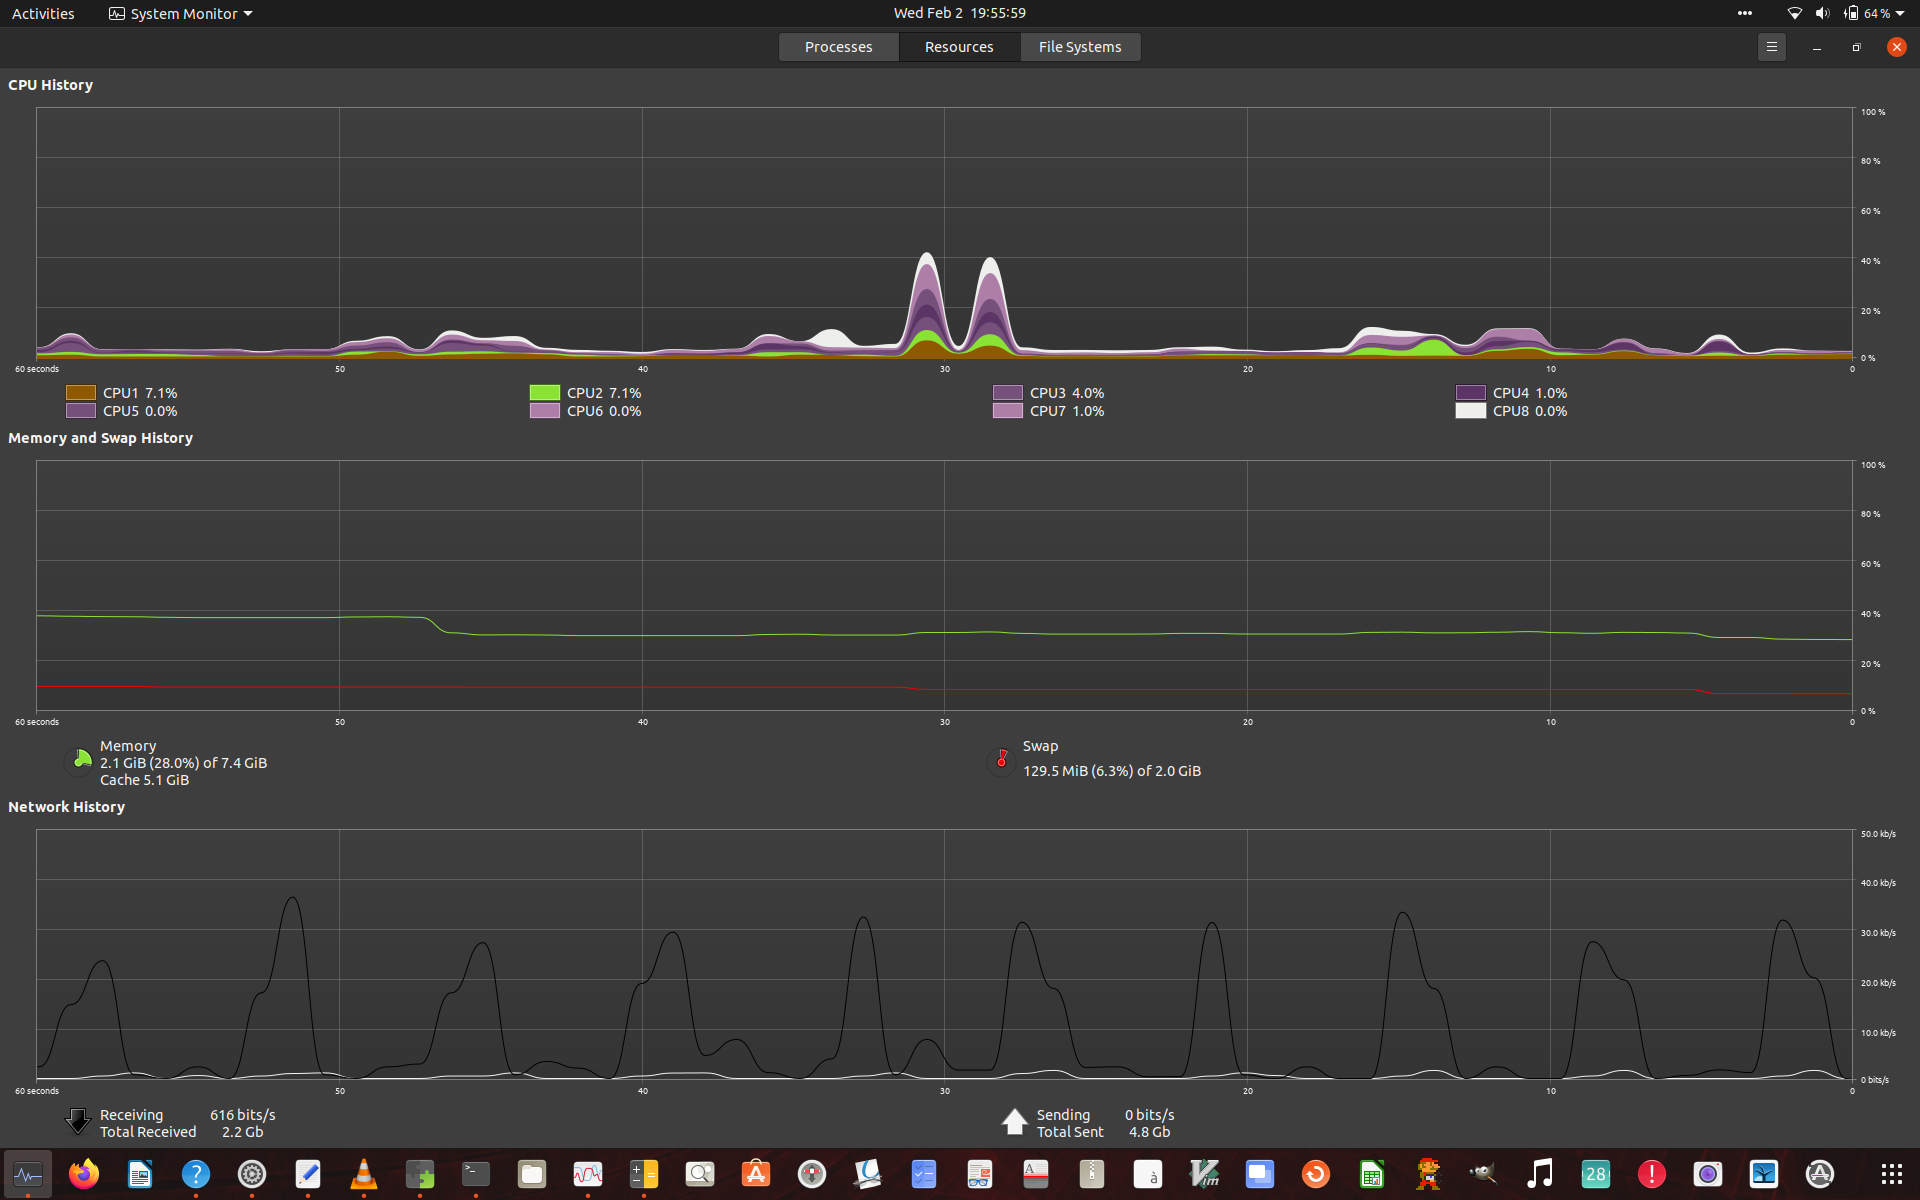 Activities System Monitor Wed Feb 2 19:55:59 64 %
Processes Resources File Systems
CPU History
100 %
80 %
60 %
40 %
20 %
0 %
60 seconds 50 40 30 20 10 0
CPU1 7.1% CPU2 7.1% CPU3 4.0% CPU4 1.0%
CPU5 0.0% CPU6 0.0% CPU7 1.0% CPU8 0.0%
Memory and Swap History
100 %
80 %
60 %
40 %
20 %
0 %
60 seconds 50 40 30 20 10 0
Memory
2.1 GiB (28.0%) of 7.4 GiB
Cache 5.1 GiB
Swap
129.5 MiB (6.3%) of 2.0 GiB
Network History
50.0 kb/s
40.0 kb/s
30.0 kb/s
20.0 kb/s
10.0 kb/s
0 bits/s
60 seconds 50 40 30 20 10 0
Receiving 616 bits/s
Total Received 2.2 Gb
Sending 0 bits/s
Total Sent 4.8 Gb
? >_ A à Vim 28 !